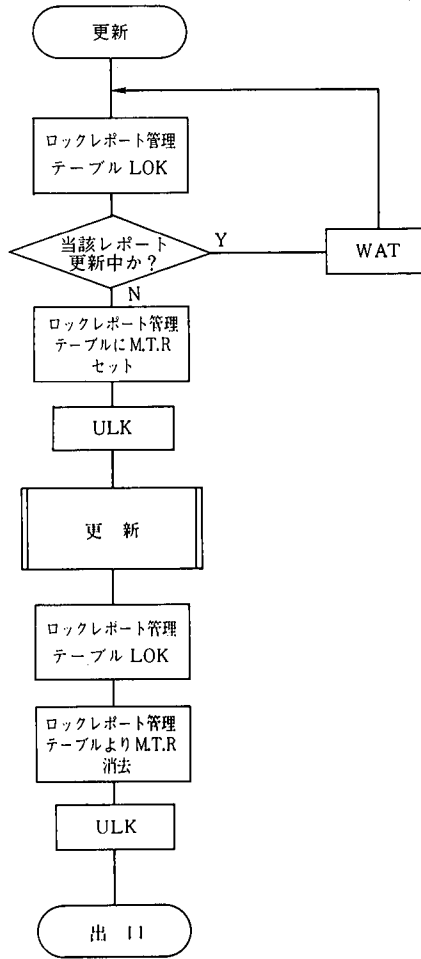 更新
ロックレポート管理
テーブル LOK
当該レポート
更新中か?
Y
WAT
N
ロックレポート管理
テーブルにM.T.R
セット
ULK
更 新
ロックレポート管理
テーブル LOK
ロックレポート管理
テーブルより M.T.R
消去
ULK
出 口